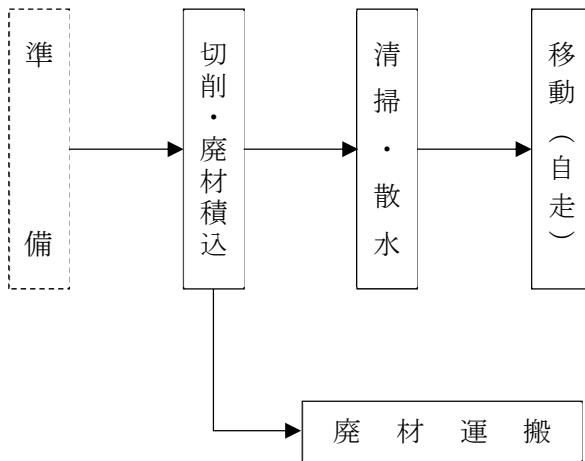 準備
切削・廃材積込
清掃・散水
移動（自走）
廃材運搬